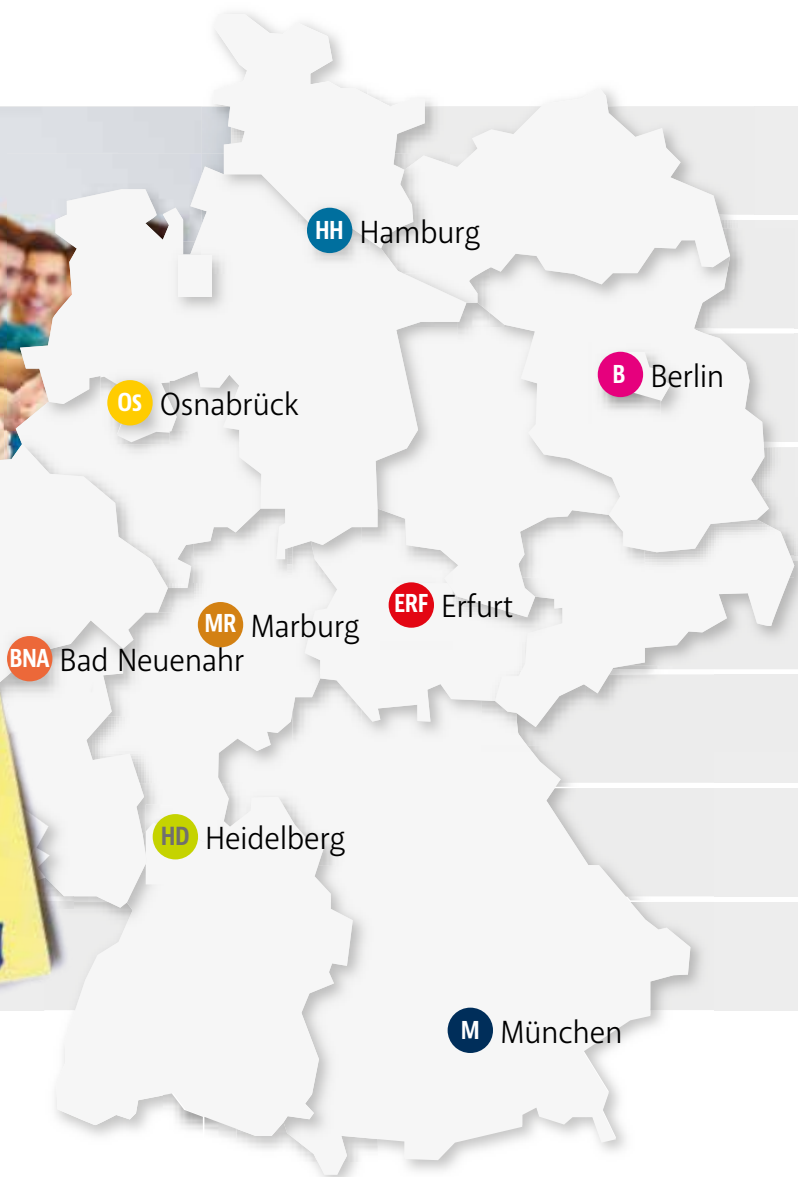 HH Hamburg
B Berlin
OS Osnabrück
ERF Erfurt
MR Marburg
BNA Bad Neuenahr
HD Heidelberg
M München